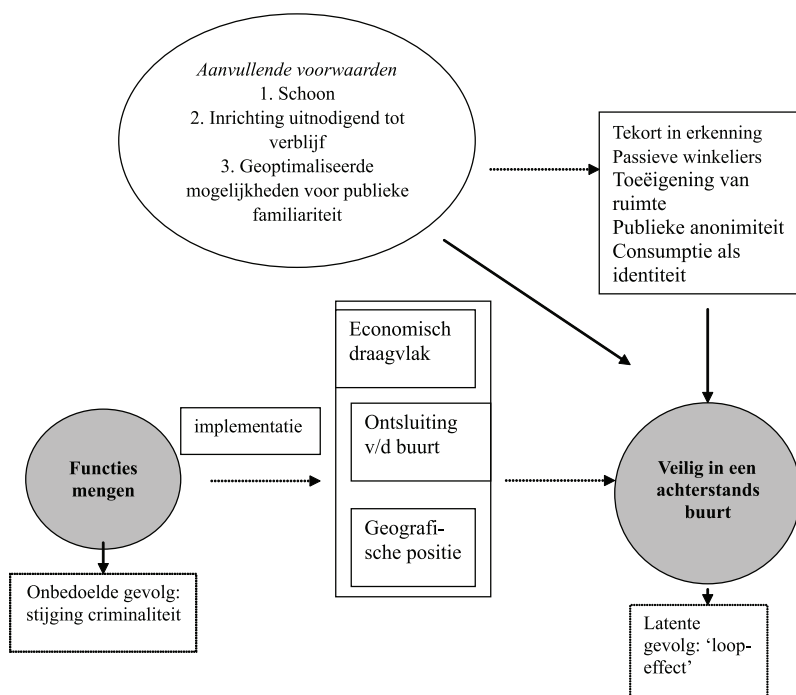 Aanvullende voorwaarden
1. Schoon
2. Inrichting uitnodigend tot
verblijf
3. Geoptimaliseerde
mogelijkheden voor publieke
familiariteit
Tekort in erkenning
Passieve winkeliers
Toeëigening van
ruimte
Publieke anonimiteit
Consumptie als
identiteit
Economisch
draagvlak
implementatie
Ontsluiting
v/d buurt
Functies
mengen
Veilig in een
achterstands
buurt
Geografi-
sche positie
Onbedoelde gevolg:
stijging criminaliteit
Latente
gevolg: ‘loop-
effect’